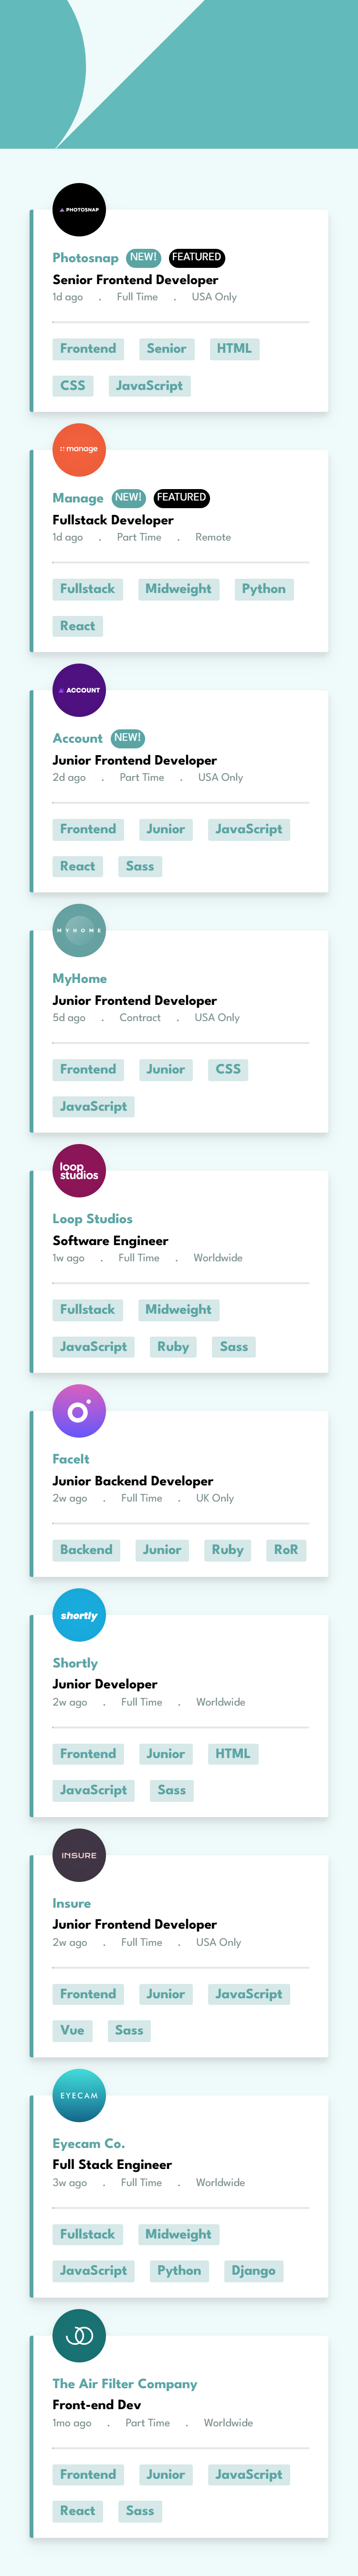 PHOTOSNAP
Photosnap NEW! FEATURED
Senior Frontend Developer
1d ago . Full Time . USA Only
Frontend Senior HTML
CSS JavaScript
manage
Manage NEW! FEATURED
Fullstack Developer
1d ago . Part Time . Remote
Fullstack Midweight Python
React
ACCOUNT
Account NEW!
Junior Frontend Developer
2d ago . Part Time . USA Only
Frontend Junior JavaScript
React Sass
MYHOME
MyHome
Junior Frontend Developer
5d ago . Contract . USA Only
Frontend Junior CSS
JavaScript
loop
studios
Loop Studios
Software Engineer
1w ago . Full Time . Worldwide
Fullstack Midweight
JavaScript Ruby Sass
FaceIt
Junior Backend Developer
2w ago . Full Time . UK Only
Backend Junior Ruby RoR
shortly
Shortly
Junior Developer
2w ago . Full Time . Worldwide
Frontend Junior HTML
JavaScript Sass
INSURE
Insure
Junior Frontend Developer
2w ago . Full Time . USA Only
Frontend Junior JavaScript
Vue Sass
EYECAM
Eyecam Co.
Full Stack Engineer
3w ago . Full Time . Worldwide
Fullstack Midweight
JavaScript Python Django
The Air Filter Company
Front-end Dev
1mo ago . Part Time . Worldwide
Frontend Junior JavaScript
React Sass